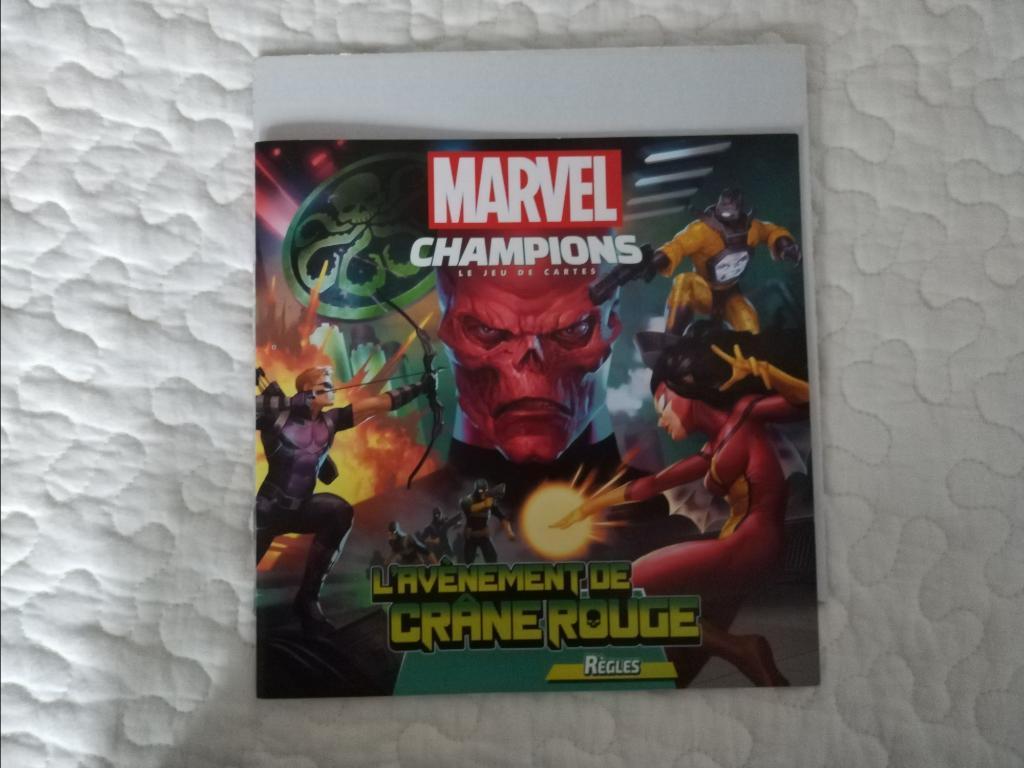 MARVEL
CHAMPIONS
LE JEU DE CARTES
L'AVÈNEMENT DE
CRÂNE ROUGE
RÈGLES